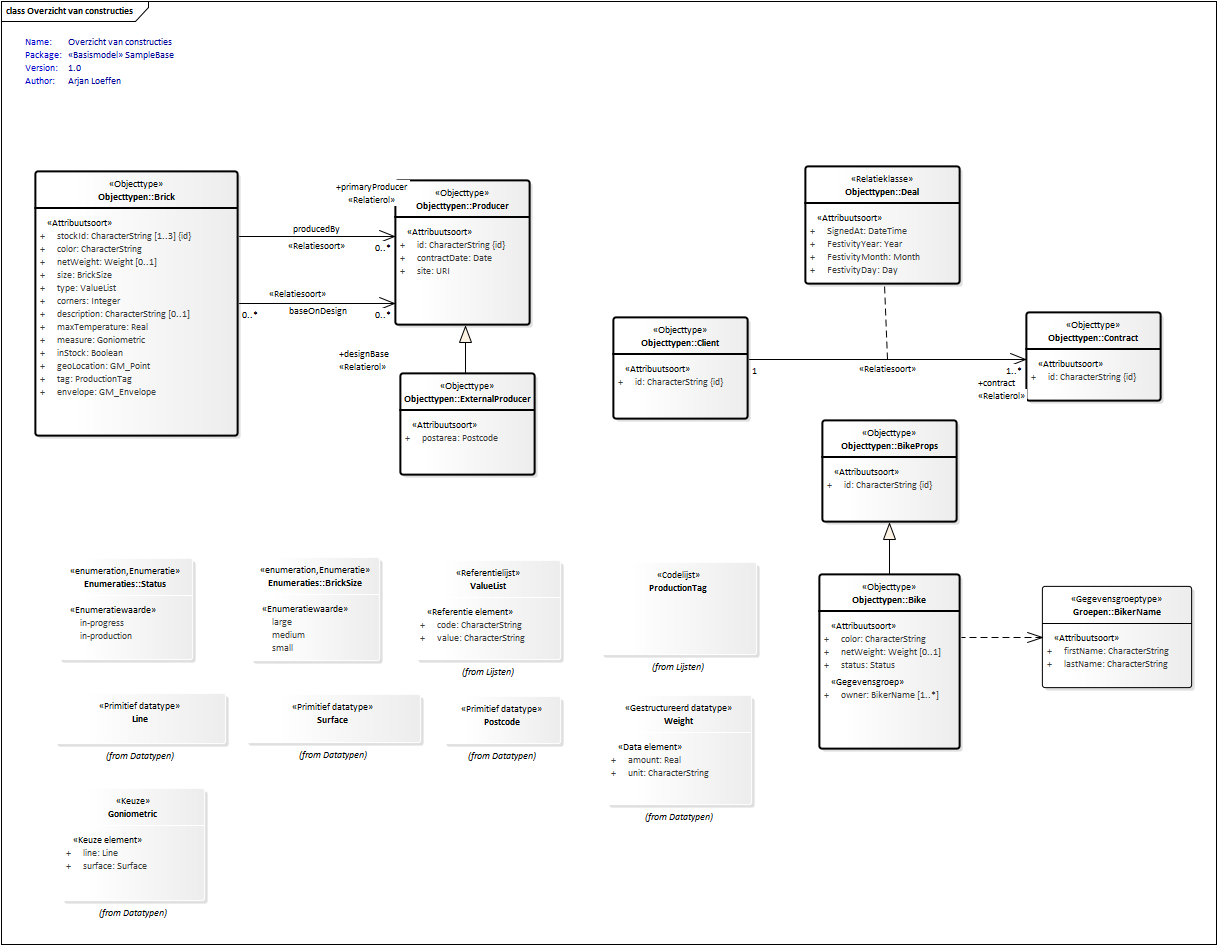 class Overzicht van constructies
Name: Overzicht van constructies
Package: «Basismodel» SampleBase
Version: 1.0
Author: Arjan Loeffen
«Objecttype»
Objecttypen::Brick
«Attribuutsoort»
+ stockId: CharacterString [1..3] {id}
+ color: CharacterString
+ netWeight: Weight [0..1]
+ size: BrickSize
+ type: ValueList
+ corners: Integer
+ description: CharacterString [0..1]
+ maxTemperature: Real
+ measure: Goniometric
+ inStock: Boolean
+ geoLocation: GM_Point
+ tag: ProductionTag
+ envelope: GM_Envelope
+primaryProducer
«Relatierol»
producedBy
«Relatiesoort»
0..*
«Relatiesoort»
0..*
baseOnDesign
0..*
+designBase
«Relatierol»
«Objecttype»
Objecttypen::Producer
«Attribuutsoort»
+ id: CharacterString {id}
+ contractDate: Date
+ site: URI
«Objecttype»
Objecttypen::ExternalProducer
«Attribuutsoort»
+ postarea: Postcode
«Relatieklasse»
Objecttypen::Deal
«Attribuutsoort»
+ SignedAt: DateTime
+ FestivityYear: Year
+ FestivityMonth: Month
+ FestivityDay: Day
«Objecttype»
Objecttypen::Client
«Attribuutsoort»
+ id: CharacterString {id}
1
«Relatiesoort»
1..*
+contract
«Relatierol»
«Objecttype»
Objecttypen::Contract
«Attribuutsoort»
+ id: CharacterString {id}
«Objecttype»
Objecttypen::BikeProps
«Attribuutsoort»
+ id: CharacterString {id}
«Objecttype»
Objecttypen::Bike
«Attribuutsoort»
+ color: CharacterString
+ netWeight: Weight [0..1]
+ status: Status
«Gegevensgroep»
+ owner: BikerName [1..*]
«Gegevensgroeptype»
Groepen::BikerName
«Attribuutsoort»
+ firstName: CharacterString
+ lastName: CharacterString
«enumeration,Enumeratie»
Enumeraties::Status
«Enumeratiewaarde»
in-progress
in-production
«enumeration,Enumeratie»
Enumeraties::BrickSize
«Enumeratiewaarde»
large
medium
small
«Referentielijst»
ValueList
«Referentie element»
+ code: CharacterString
+ value: CharacterString
(from Lijsten)
«Codelijst»
ProductionTag
(from Lijsten)
«Primitief datatype»
Line
(from Datatypen)
«Primitief datatype»
Surface
(from Datatypen)
«Primitief datatype»
Postcode
(from Datatypen)
«Gestructureerd datatype»
Weight
«Data element»
+ amount: Real
+ unit: CharacterString
(from Datatypen)
«Keuze»
Goniometric
«Keuze element»
+ line: Line
+ surface: Surface
(from Datatypen)